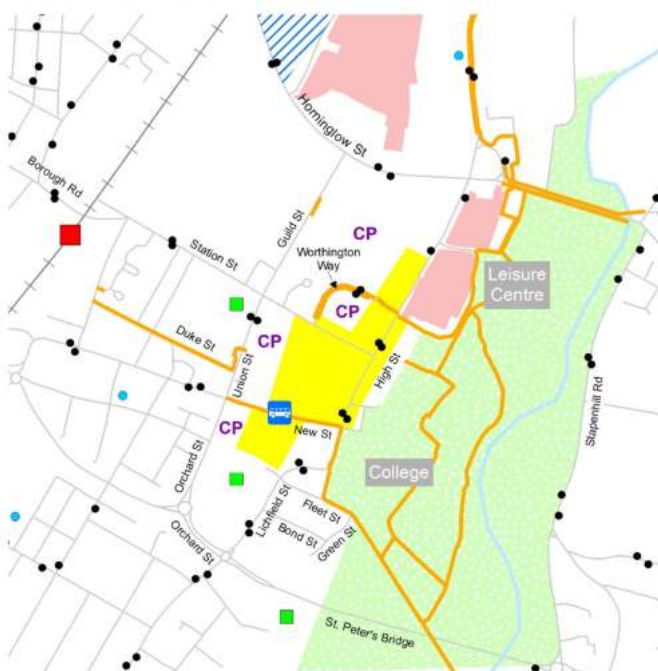 Horninglow St
Borough Rd
Guild St
CP
Station St
Worthington
Way
Leisure
Centre
CP
Duke St
CP
Union St
High St
Stapenhill Rd
CP
New St
College
Orchard St
Lichfield St
Fleet St
Bond St
Green St
Orchard St
St. Peter's Bridge